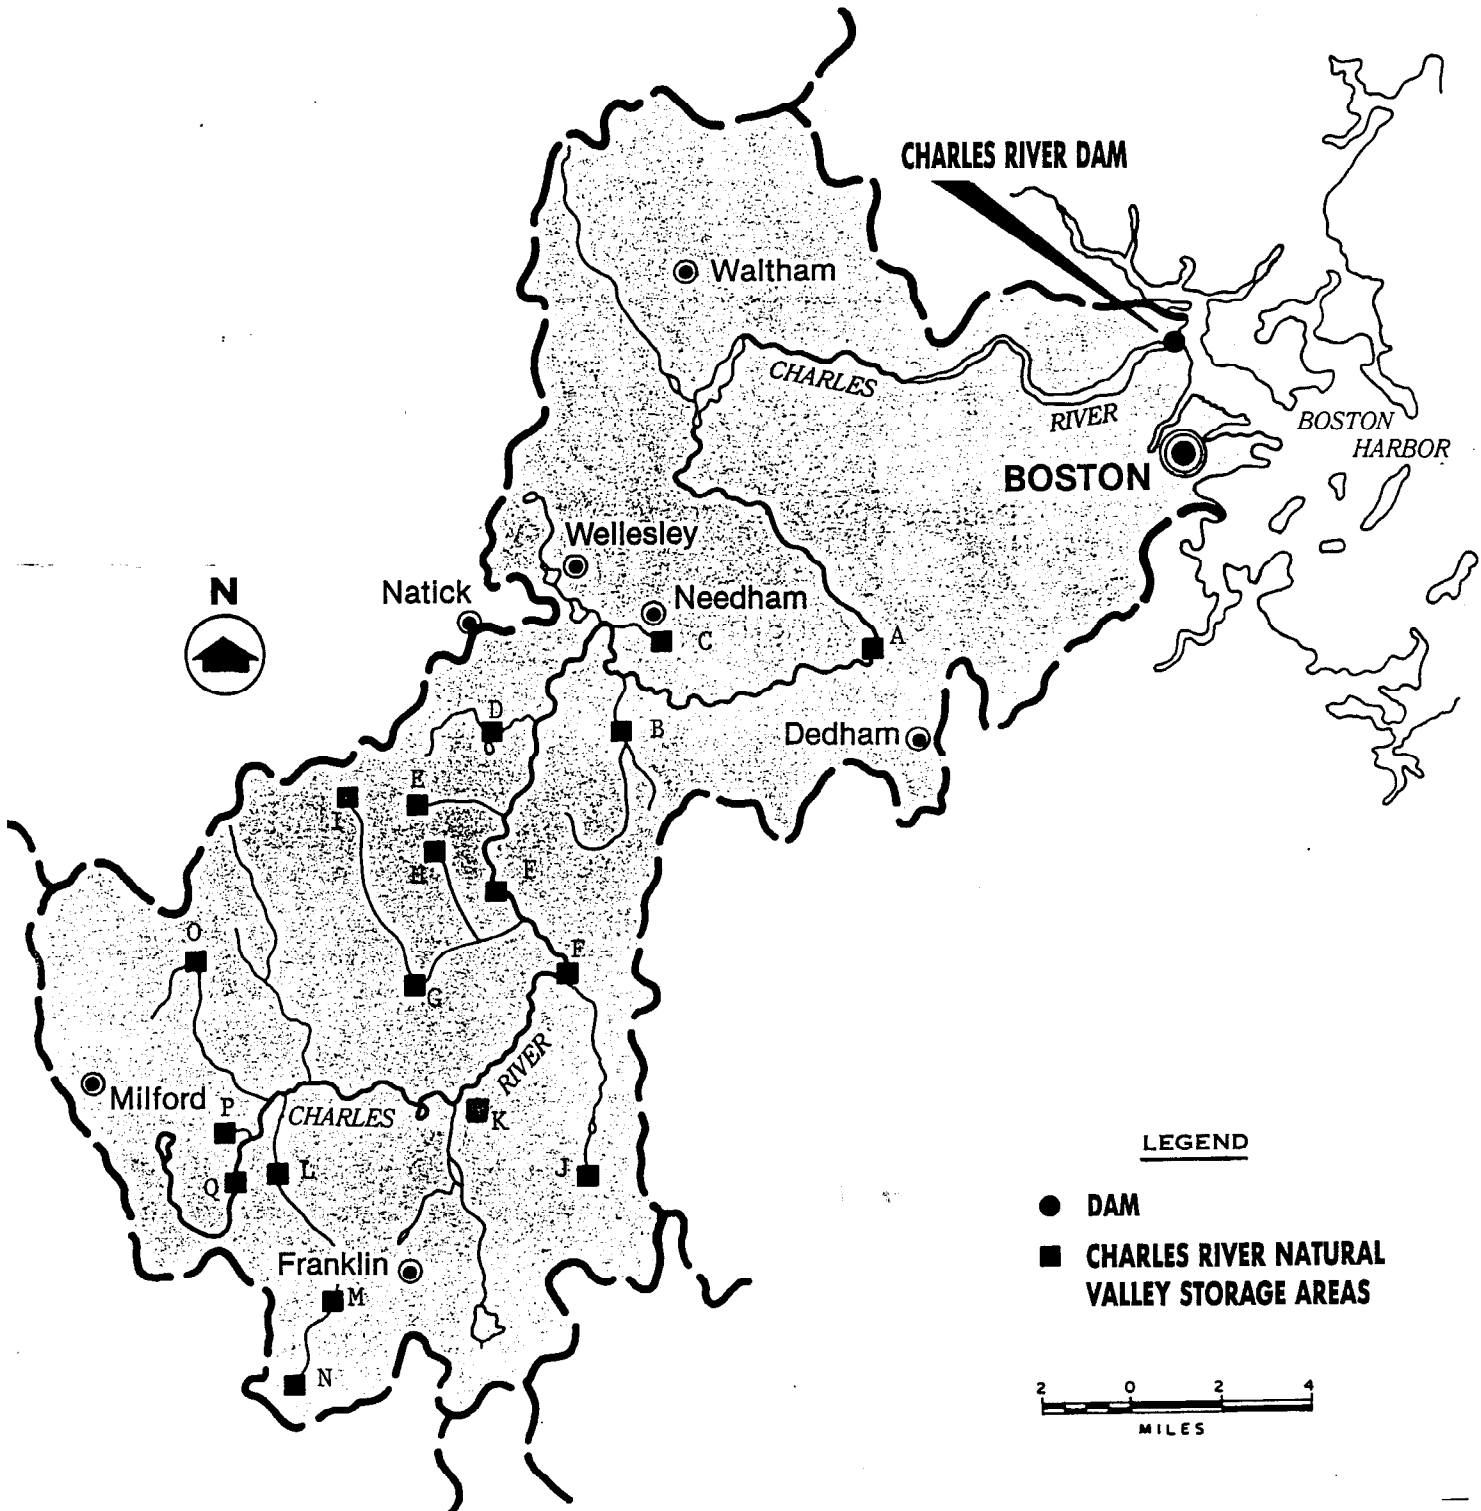 CHARLES RIVER DAM
Waltham
CHARLES
RIVER
BOSTON
HARBOR
BOSTON
Wellesley
Natick
Needham
N
C
A
D
B
Dedham
E
I
H
F
O
F
G
RIVER
Milford
P
CHARLES
K
L
J
Q
Franklin
M
N
LEGEND
DAM
CHARLES RIVER NATURAL
VALLEY STORAGE AREAS
2 0 2 4
MILES